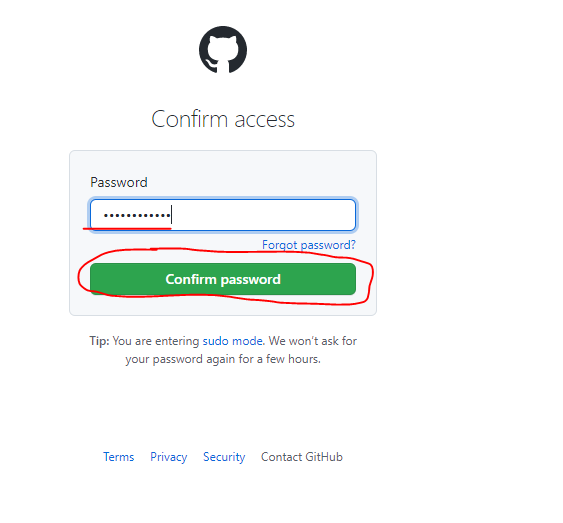 Confirm access
Password
••••••••••••
Forgot password?
Confirm password
Tip: You are entering sudo mode. We won't ask for
your password again for a few hours.
Terms Privacy Security Contact GitHub